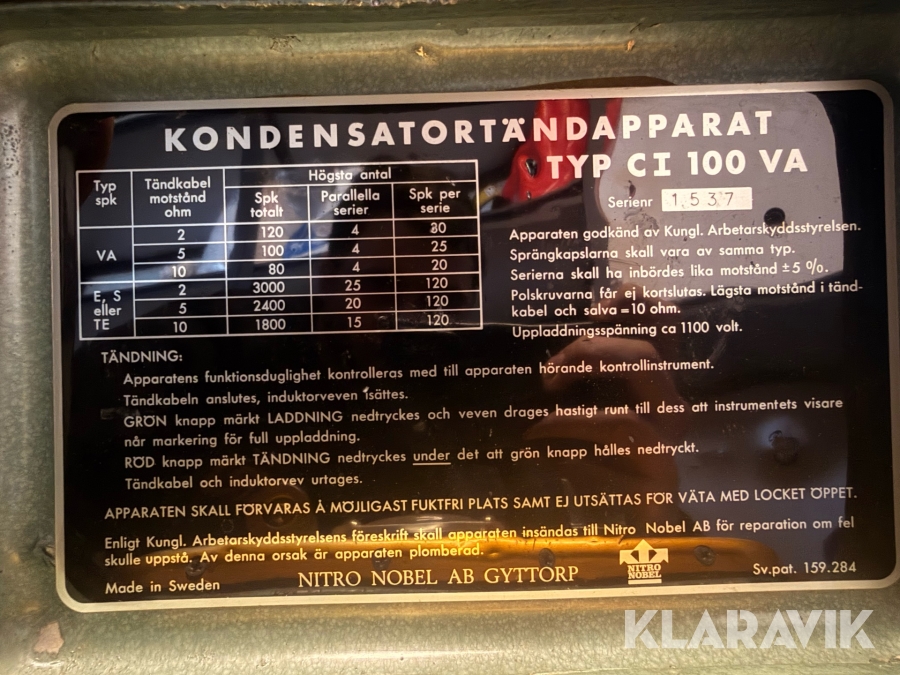 KONDENSATORTÄNDAPPARAT
TYP CI 100 VA
Serienr 1537
Typ spk Tändkabel motstånd ohm Högsta antal
Spk totalt Parallella serier Spk per serie
VA 2 120 4 30
5 100 4 25
10 80 4 20
E, S eller TE 2 3000 25 120
5 2400 20 120
10 1800 15 120
Apparaten godkänd av Kungl. Arbetarskyddsstyrelsen.
Sprängkapslarna skall vara av samma typ.
Serierna skall ha inbördes lika motstånd ±5 %.
Polskruvarna får ej kortslutas. Lägsta motstånd i tänd-
kabel och salva = 10 ohm.
Uppladdningsspänning ca 1100 volt.
TÄNDNING:
Apparatens funktionsduglighet kontrolleras med till apparaten hörande kontrollinstrument.
Tändkabeln anslutes, induktorveven isättes.
GRÖN knapp märkt LADDNING nedtryckes och veven drages hastigt runt till dess att instrumentets visare
når markering för full uppladdning.
RÖD knapp märkt TÄNDNING nedtryckes under det att grön knapp hålles nedtryckt.
Tändkabel och induktorvev urtages.
APPARATEN SKALL FÖRVARAS Å MÖJLIGAST FUKTFRI PLATS SAMT EJ UTSÄTTAS FÖR VÄTA MED LOCKET ÖPPET.
Enligt Kungl. Arbetarskyddsstyrelsens föreskrift skall apparaten insändas till Nitro Nobel AB för reparation om fel
skulle uppstå. Av denna orsak är apparaten plomberad.
Made in Sweden
NITRO NOBEL AB GYTTORP
NITRO
NOBEL
Sv.pat. 159.284
KLARAVIK